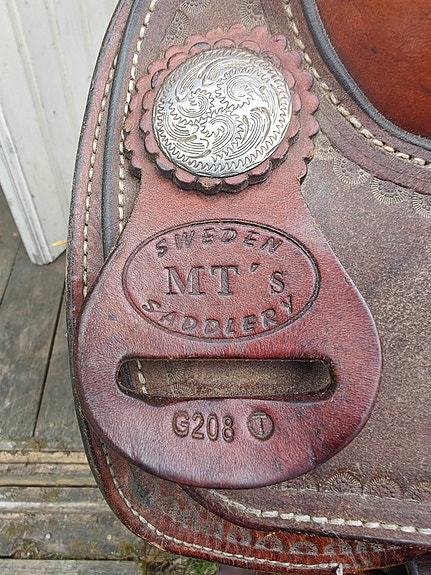 SWEDEN
MT's
SADDLERY
G208 T